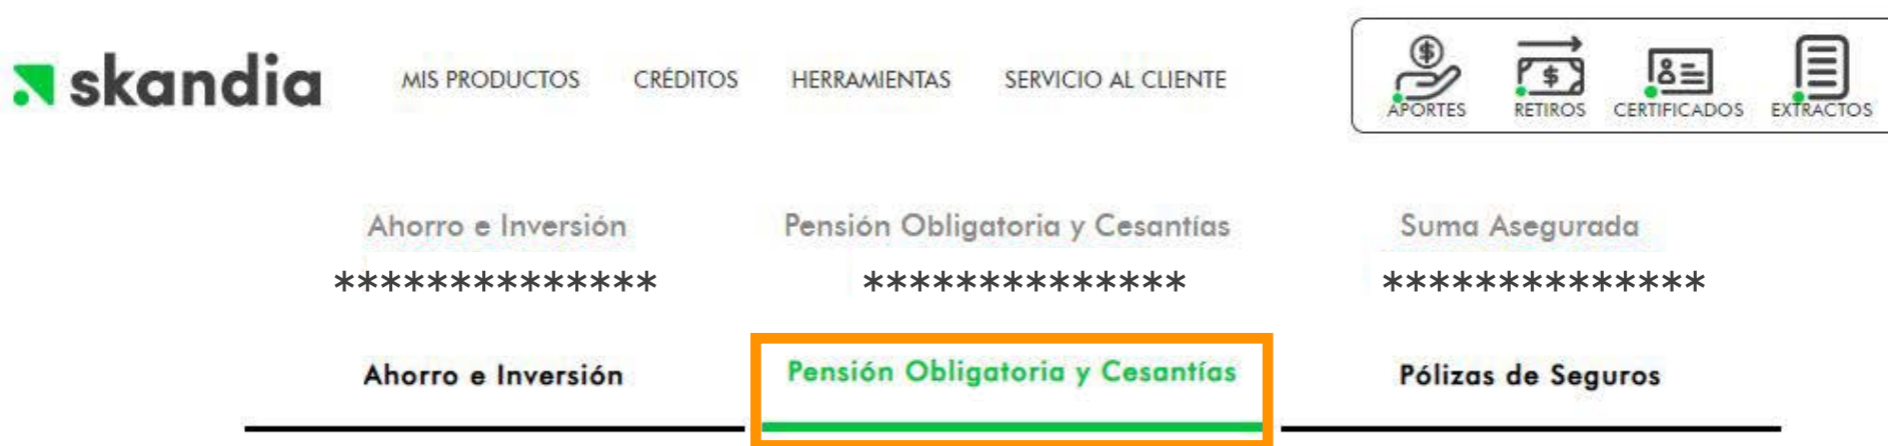 skandia MIS PRODUCTOS CRÉDITOS HERRAMIENTAS SERVICIO AL CLIENTE APORTES RETIROS CERTIFICADOS EXTRACTOS
Ahorro e Inversión Pensión Obligatoria y Cesantías Suma Asegurada
************** ************** **************
Ahorro e Inversión Pensión Obligatoria y Cesantías Pólizas de Seguros